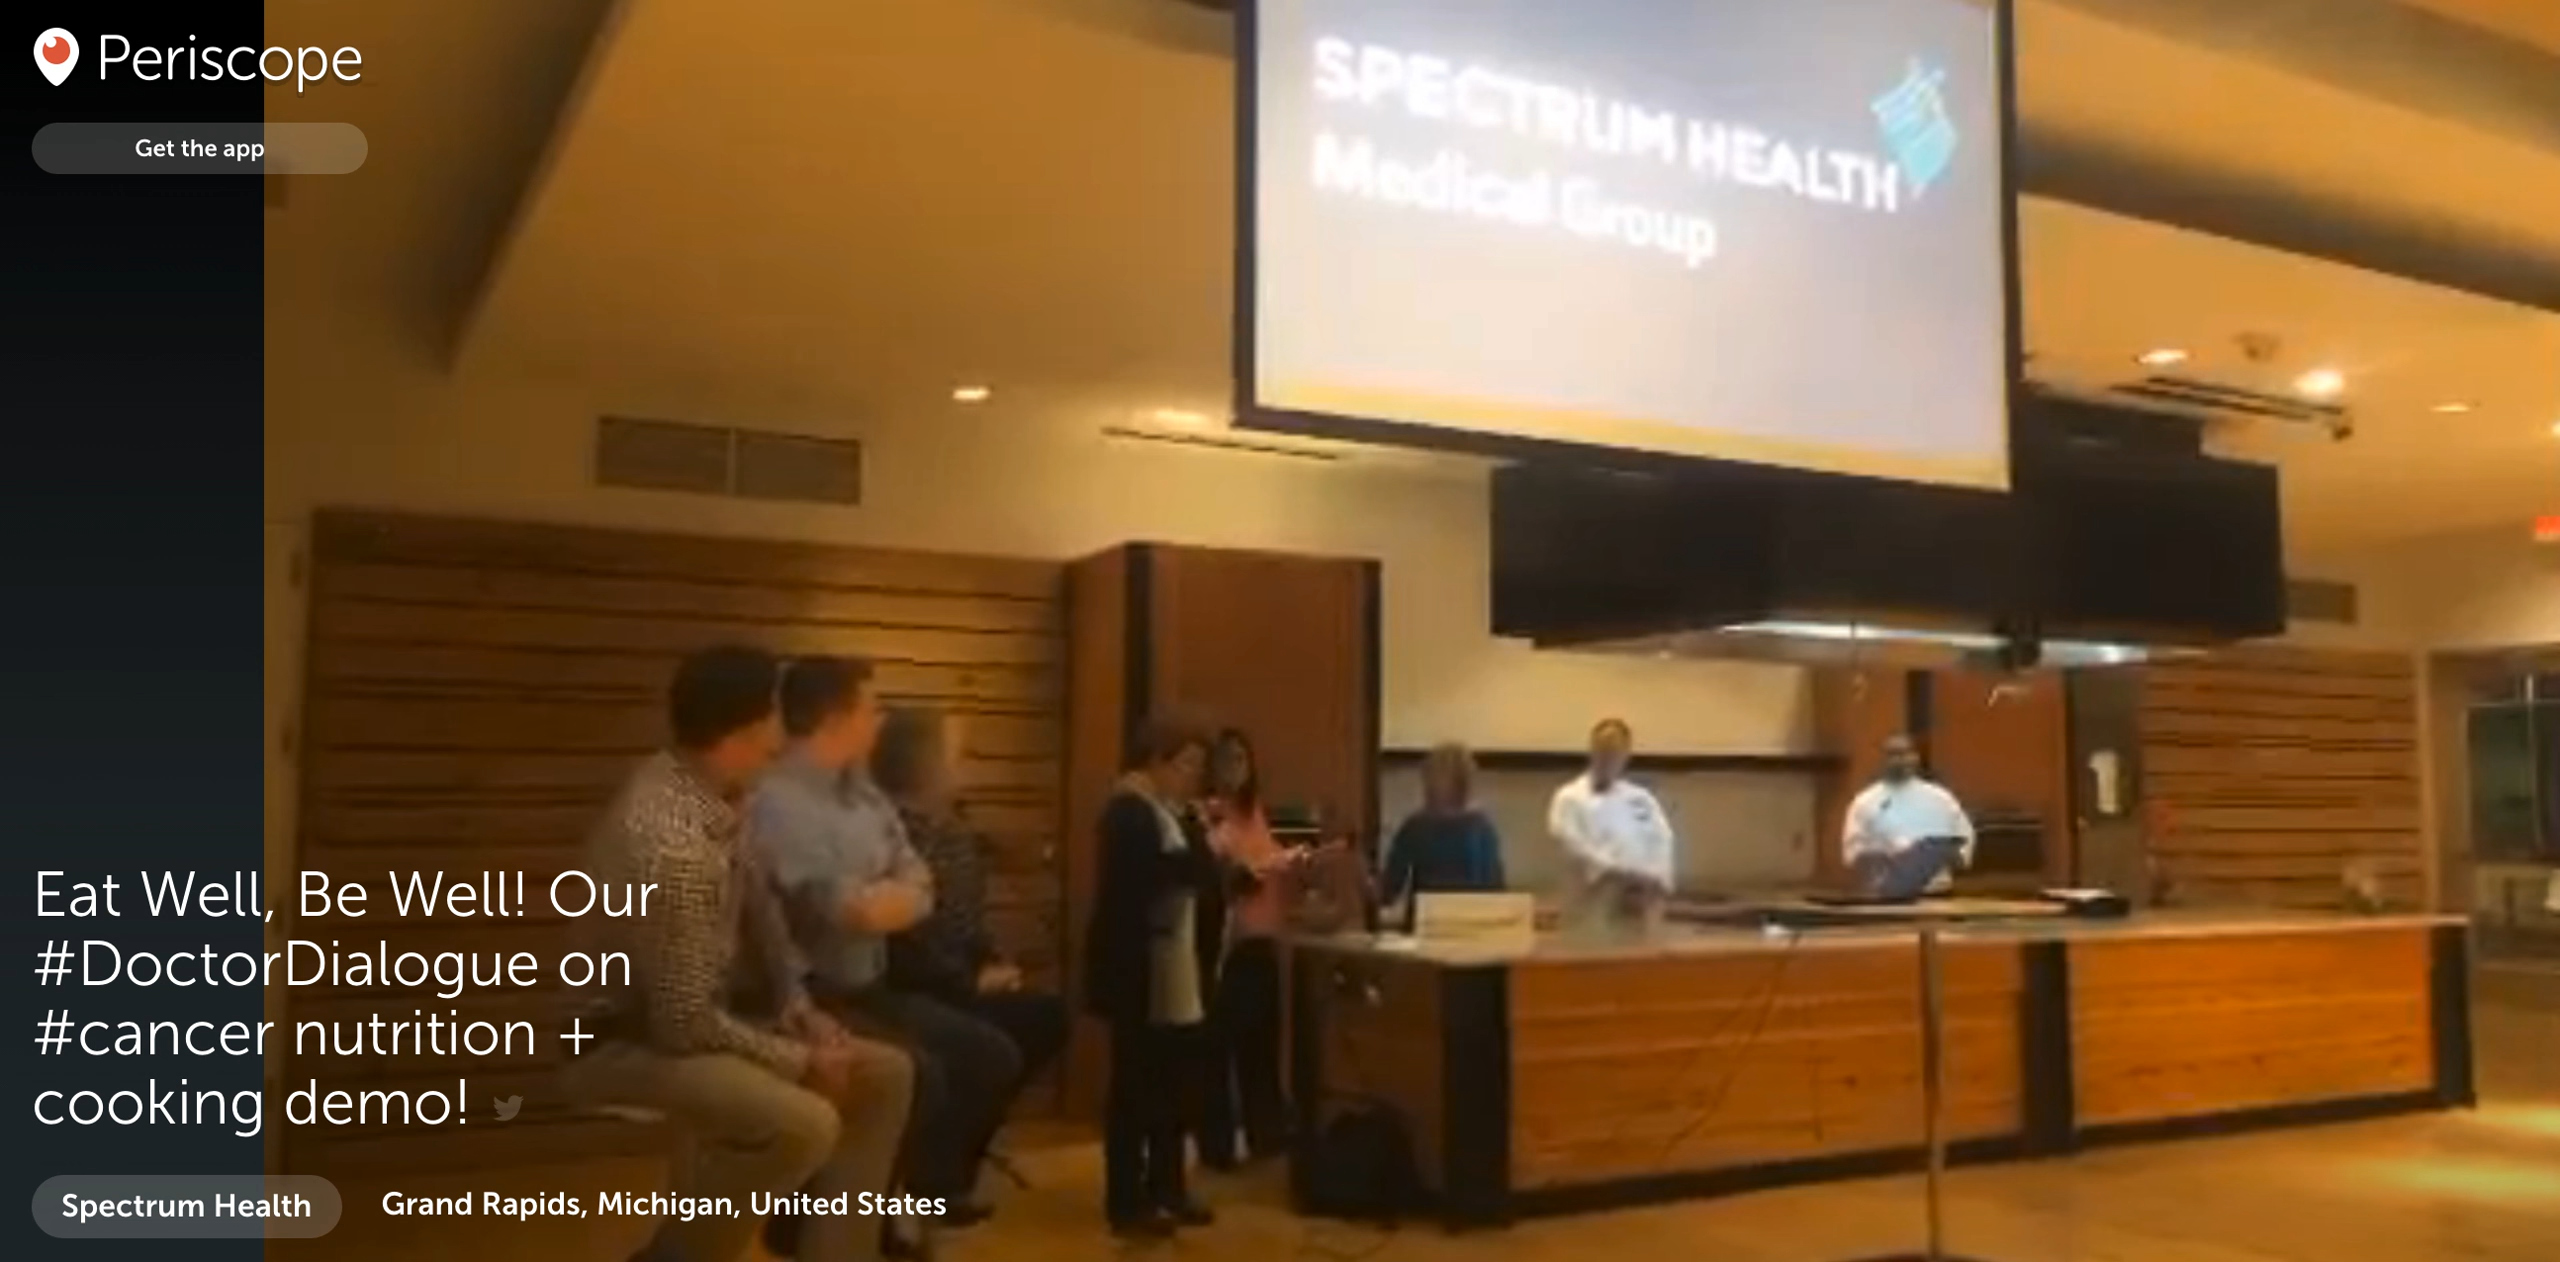 Periscope
Get the app
SPECTRUM HEALTH
Medical Group
Eat Well, Be Well! Our
#DoctorDialogue on
#cancer nutrition +
cooking demo!
Spectrum Health
Grand Rapids, Michigan, United States